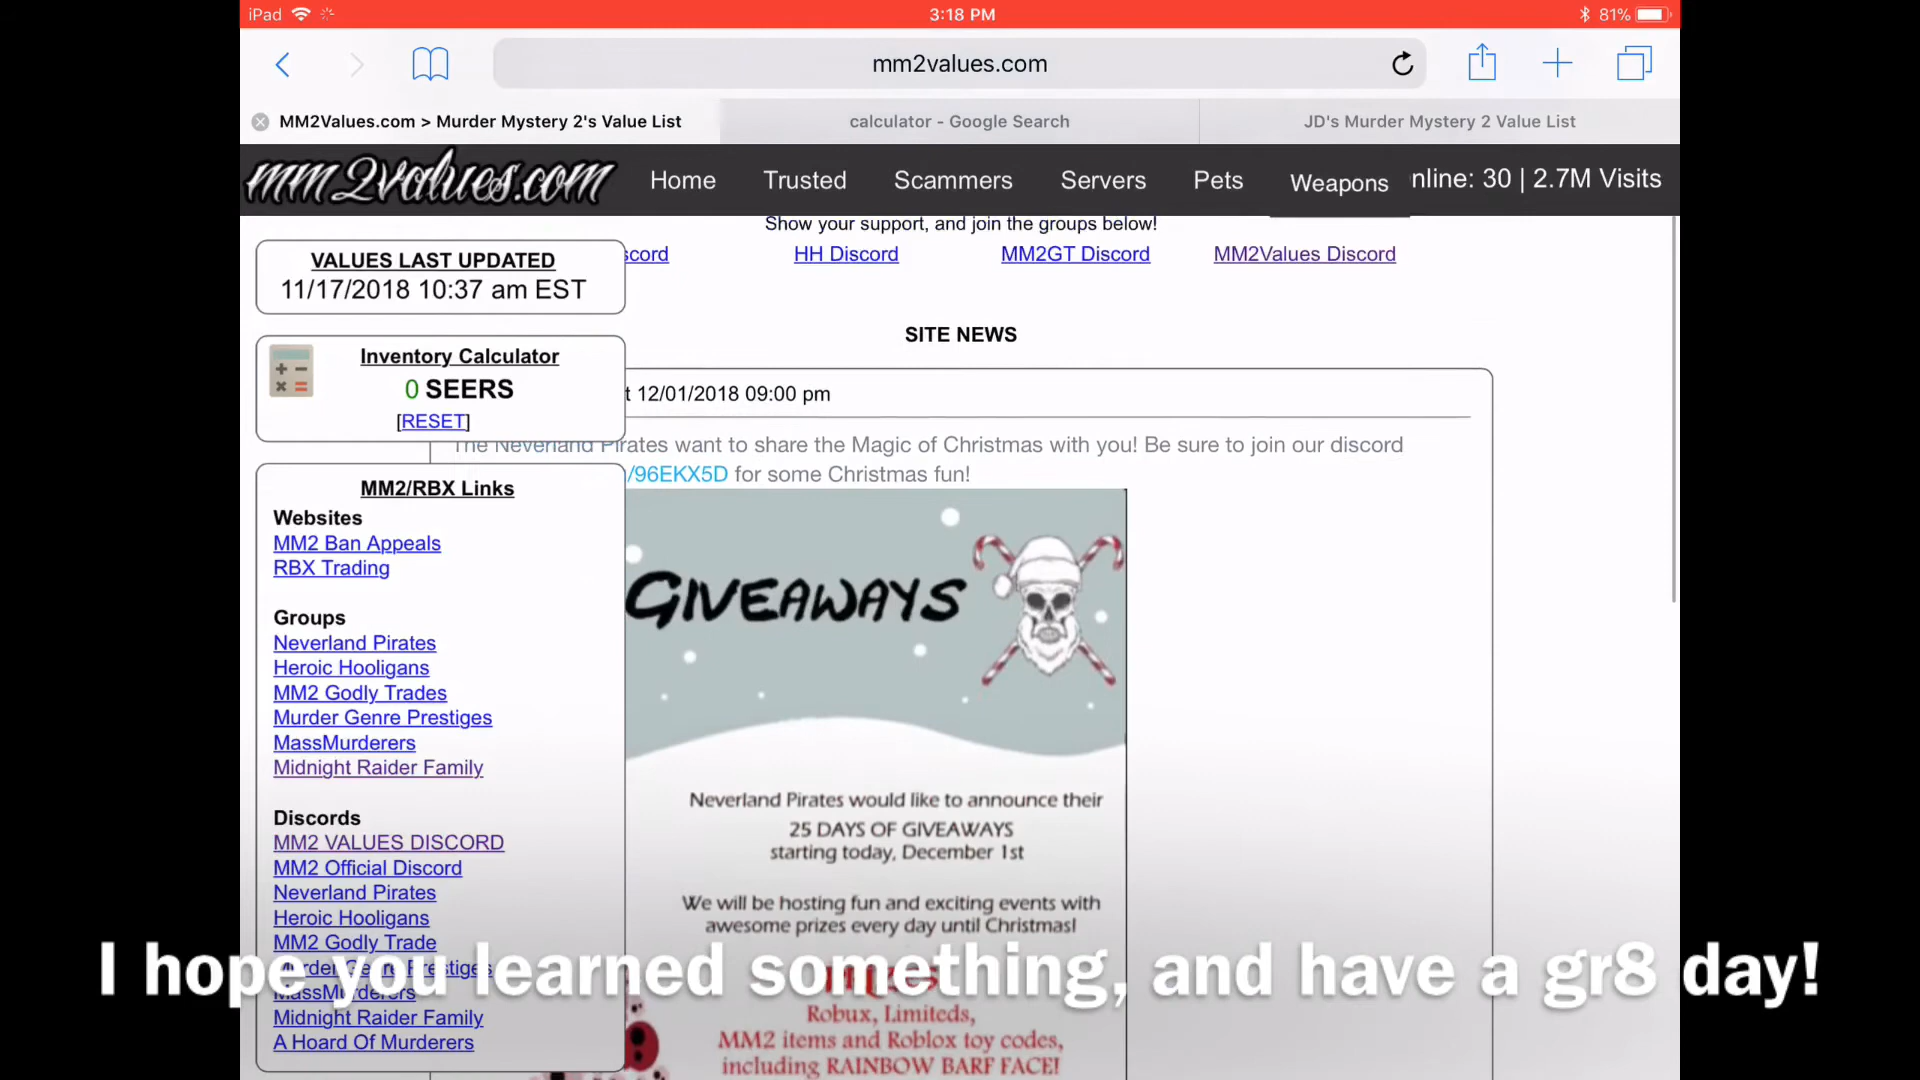 iPad
3:18 PM
81%
mm2values.com
MM2Values.com > Murder Mystery 2's Value List
calculator - Google Search
JD's Murder Mystery 2 Value List
mm2values.com
Home
Trusted
Scammers
Servers
Pets
Weapons
nline: 30 | 2.7M Visits
Show your support, and join the groups below!
scord
HH Discord
MM2GT Discord
MM2Values Discord
VALUES LAST UPDATED
11/17/2018 10:37 am EST
Inventory Calculator
0 SEERS
[RESET]
SITE NEWS
t 12/01/2018 09:00 pm
The Neverland Pirates want to share the Magic of Christmas with you! Be sure to join our discord
/96EKX5D for some Christmas fun!
MM2/RBX Links
Websites
MM2 Ban Appeals
RBX Trading
Groups
Neverland Pirates
Heroic Hooligans
MM2 Godly Trades
Murder Genre Prestiges
MassMurderers
Midnight Raider Family
Discords
MM2 VALUES DISCORD
MM2 Official Discord
Neverland Pirates
Heroic Hooligans
MM2 Godly Trade
Murder Genre Prestiges
MassMurderers
Midnight Raider Family
A Hoard Of Murderers
GIVEAWAYS
Neverland Pirates would like to announce their
25 DAYS OF GIVEAWAYS
starting today, December 1st
We will be hosting fun and exciting events with
awesome prizes every day until Christmas!
PRIZES
Robux, Limiteds,
MM2 items and Roblox toy codes,
including RAINBOW BARF FACE!
I hope you learned something, and have a gr8 day!